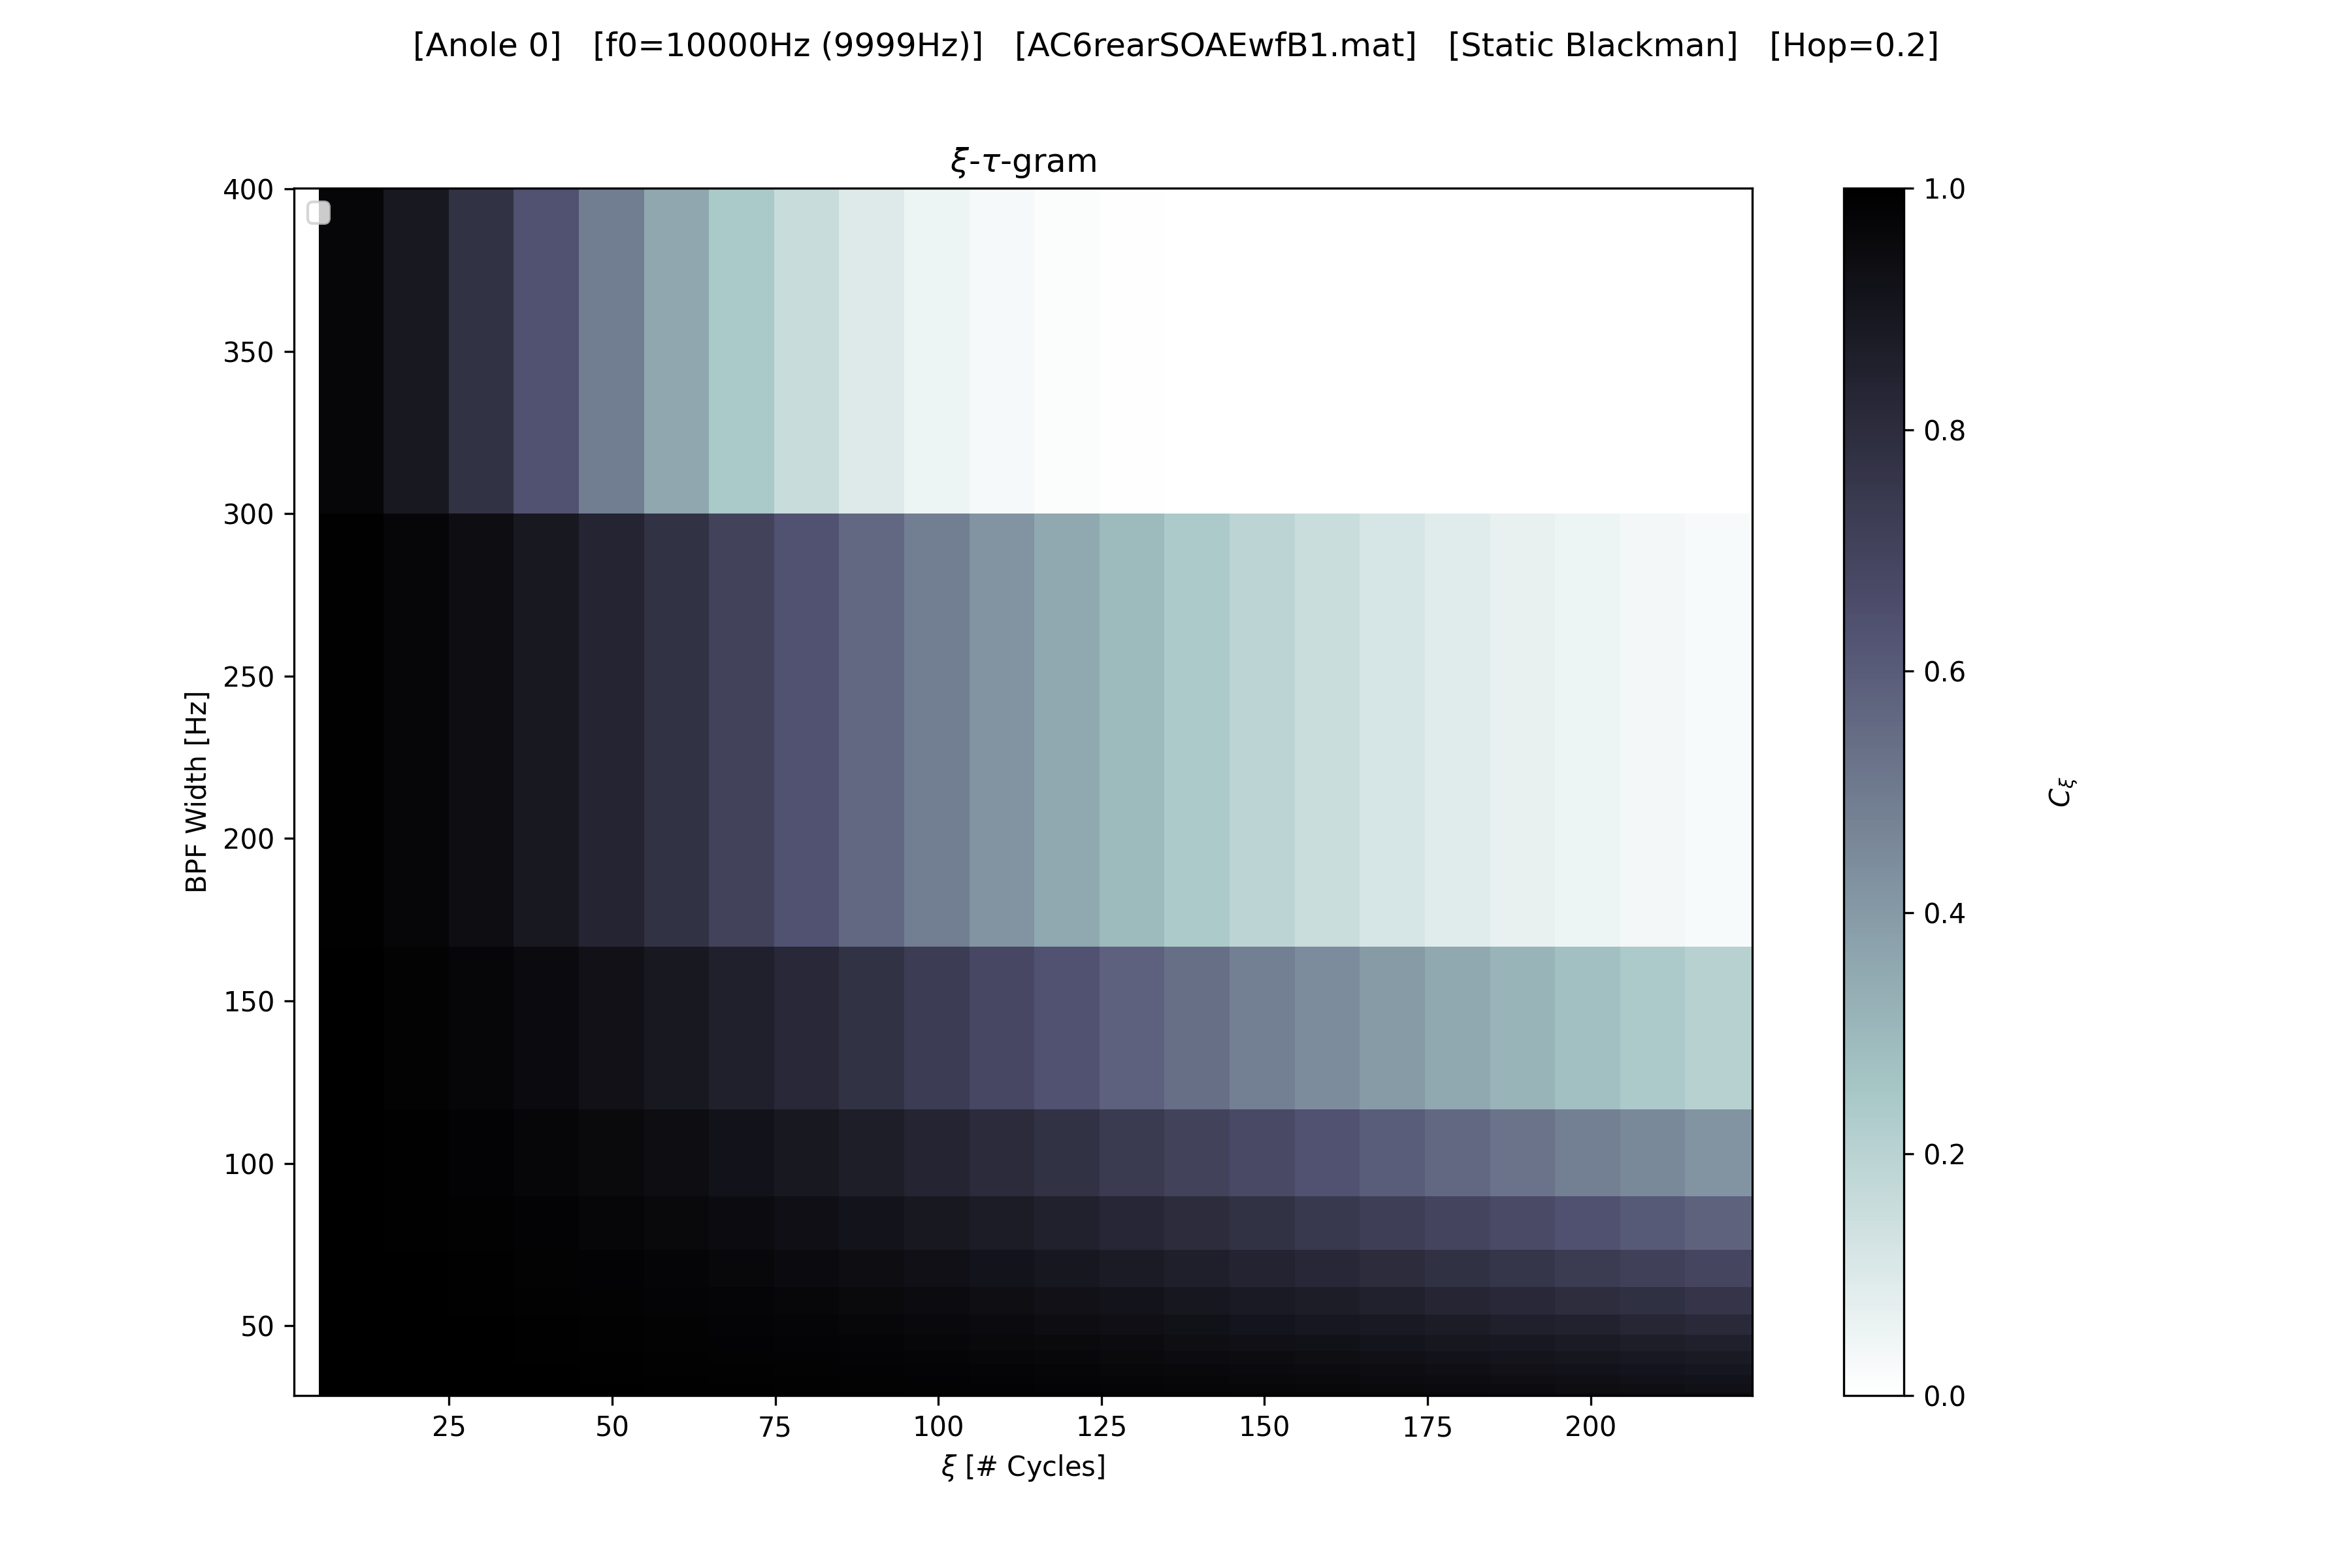 [Anole 0]   [f0=10000Hz (9999Hz)]   [AC6rearSOAEwfB1.mat]   [Static Blackman]   [Hop=0.2]
ξ-τ-gram
400
350
300
250
200
150
100
50
BPF Width [Hz]
25 50 75 100 125 150 175 200
ξ [# Cycles]
1.0
0.8
0.6
0.4
0.2
0.0
C_ξ